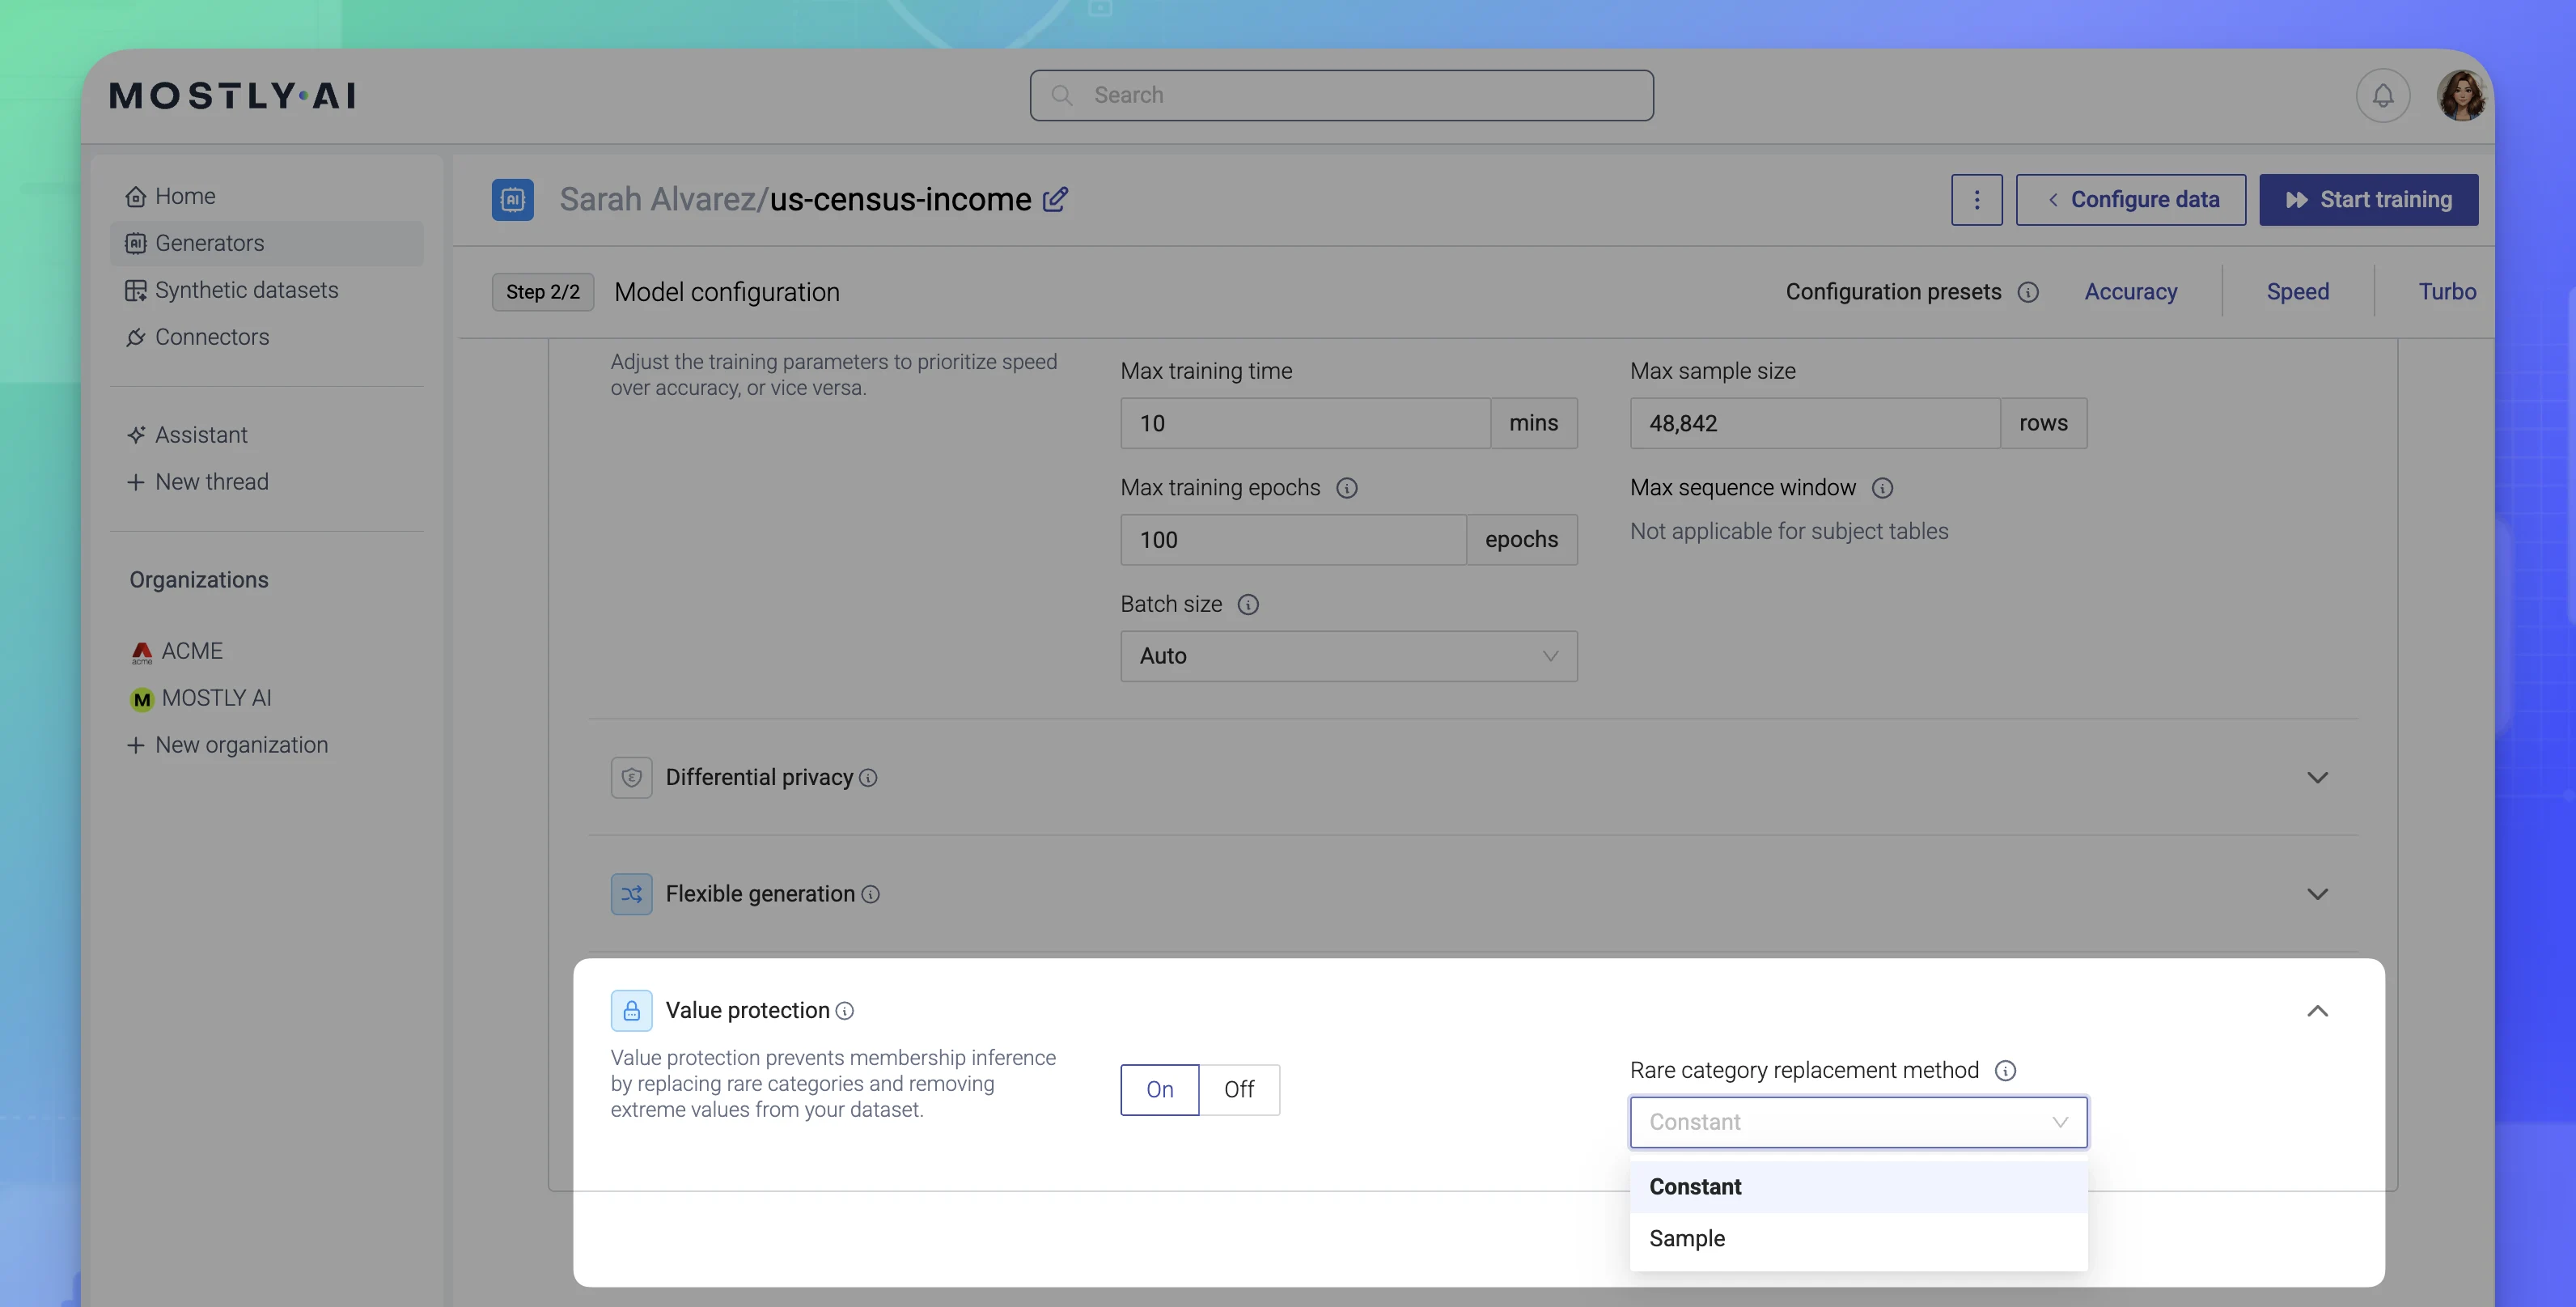 MOSTLY AI
Search
Home
Generators
Synthetic datasets
Connectors
Assistant
New thread
Organizations
acme
ACME
M
MOSTLY AI
New organization
AI
Sarah Alvarez/us-census-income
Configure data
Start training
Step 2/2
Model configuration
Configuration presets
Accuracy
Speed
Turbo
Adjust the training parameters to prioritize speed
over accuracy, or vice versa.
Max training time
10 mins
Max sample size
48,842 rows
Max training epochs
100 epochs
Max sequence window
Not applicable for subject tables
Batch size
Auto
Differential privacy
Flexible generation
Value protection
Value protection prevents membership inference
by replacing rare categories and removing
extreme values from your dataset.
On
Off
Rare category replacement method
Constant
Constant
Sample